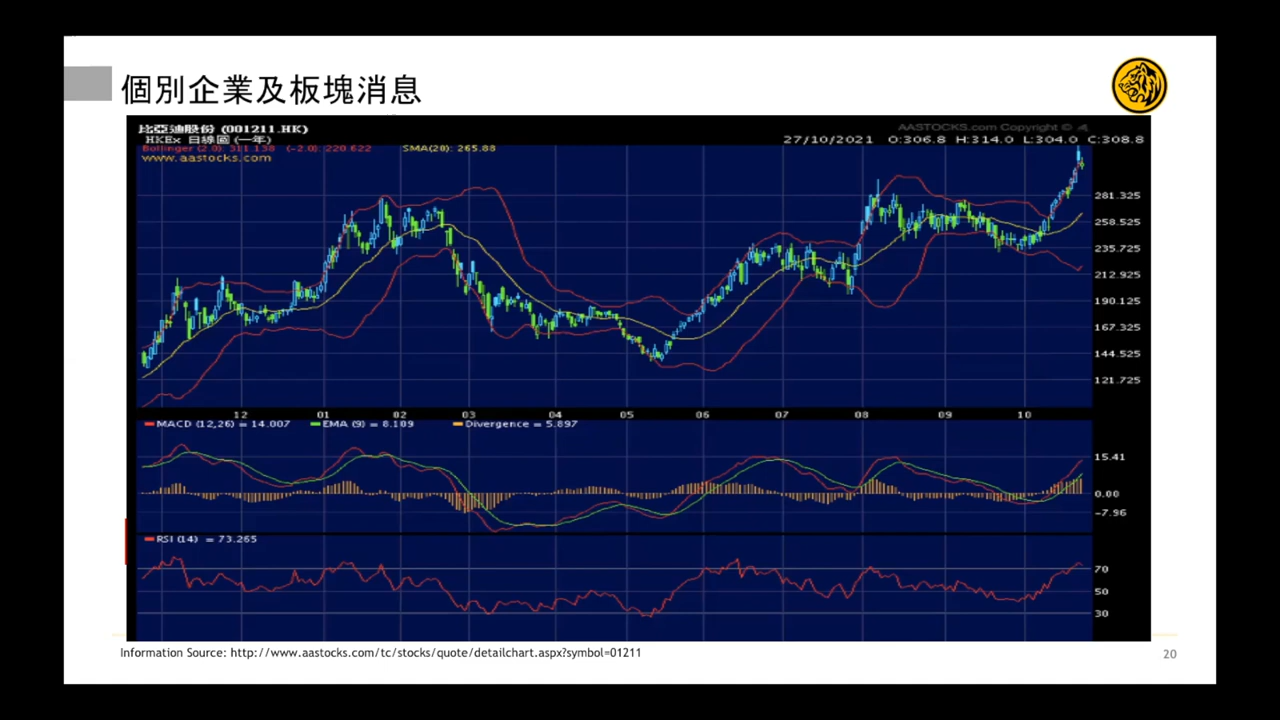 個別企業及板塊消息
比亞迪股份 (001211.HK)
AASTOCKS.com Copyright ©
HKEx 日線圖 (一年)
27/10/2021 O:306.8 H:314.0 L:304.0 C:308.8
Bollinger (2.0) 311.138 (-2.0) 220.622 SMA(20): 265.88
www.aastocks.com
281.325
258.525
235.725
212.925
190.125
167.325
144.525
121.725
12 01 02 03 04 05 06 07 08 09 10
MACD (12,26) = 14.007 EMA (9) = 8.109 Divergence = 5.897
15.41
0.00
-7.96
RSI (14) = 73.265
70
50
30
Information Source: http://www.aastocks.com/tc/stocks/quote/detailchart.aspx?symbol=01211
20